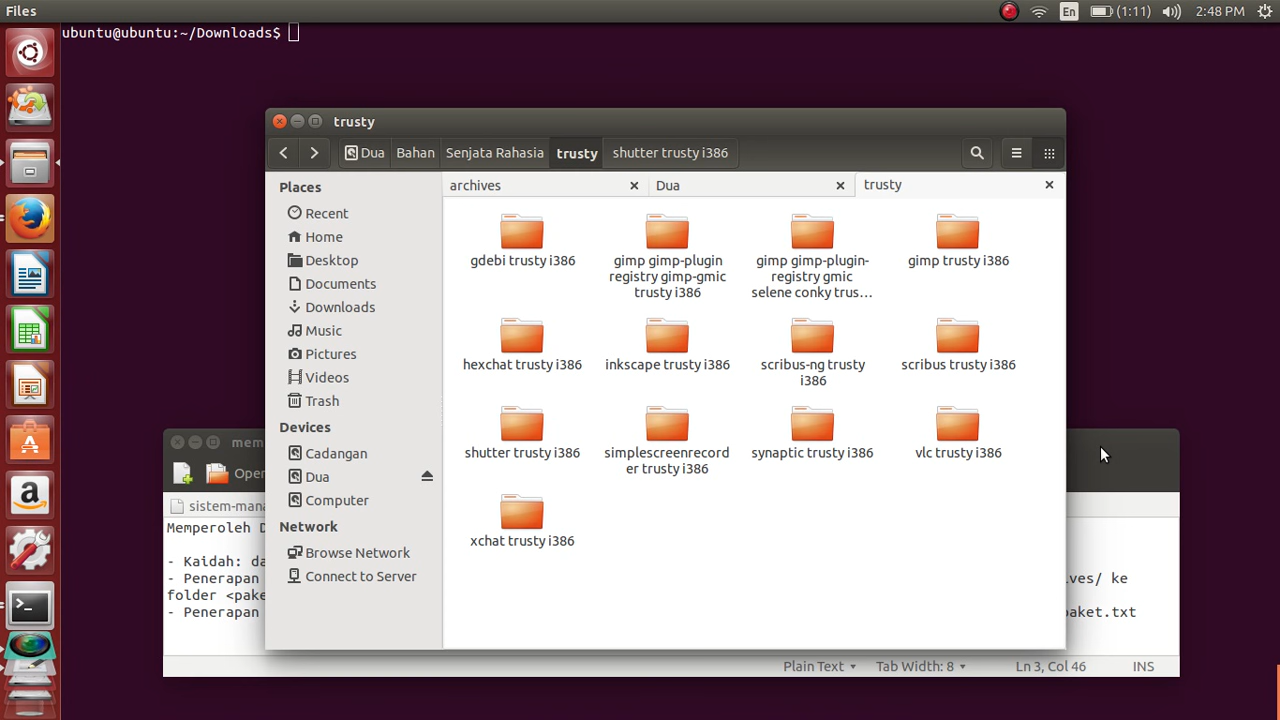 Files
En
(1:11)
2:48 PM
ubuntu@ubuntu:~/Downloads$
trusty
Dua
Bahan
Senjata Rahasia
trusty
shutter trusty i386
Places
Recent
Home
Desktop
Documents
Downloads
Music
Pictures
Videos
Trash
Devices
Cadangan
Dua
Computer
Network
Browse Network
Connect to Server
archives
Dua
trusty
gdebi trusty i386
gimp gimp-plugin
registry gimp-gmic
trusty i386
gimp gimp-plugin-
registry gmic
selene conky trus...
gimp trusty i386
hexchat trusty i386
inkscape trusty i386
scribus-ng trusty
i386
scribus trusty i386
shutter trusty i386
simplescreenrecord
er trusty i386
synaptic trusty i386
vlc trusty i386
xchat trusty i386
mem
Open
sistem-mana
Memperoleh D
- Kaidah: da
- Penerapan
lves/ ke
folder <pake
- Penerapan
paket.txt
Plain Text
Tab Width: 8
Ln 3, Col 46
INS